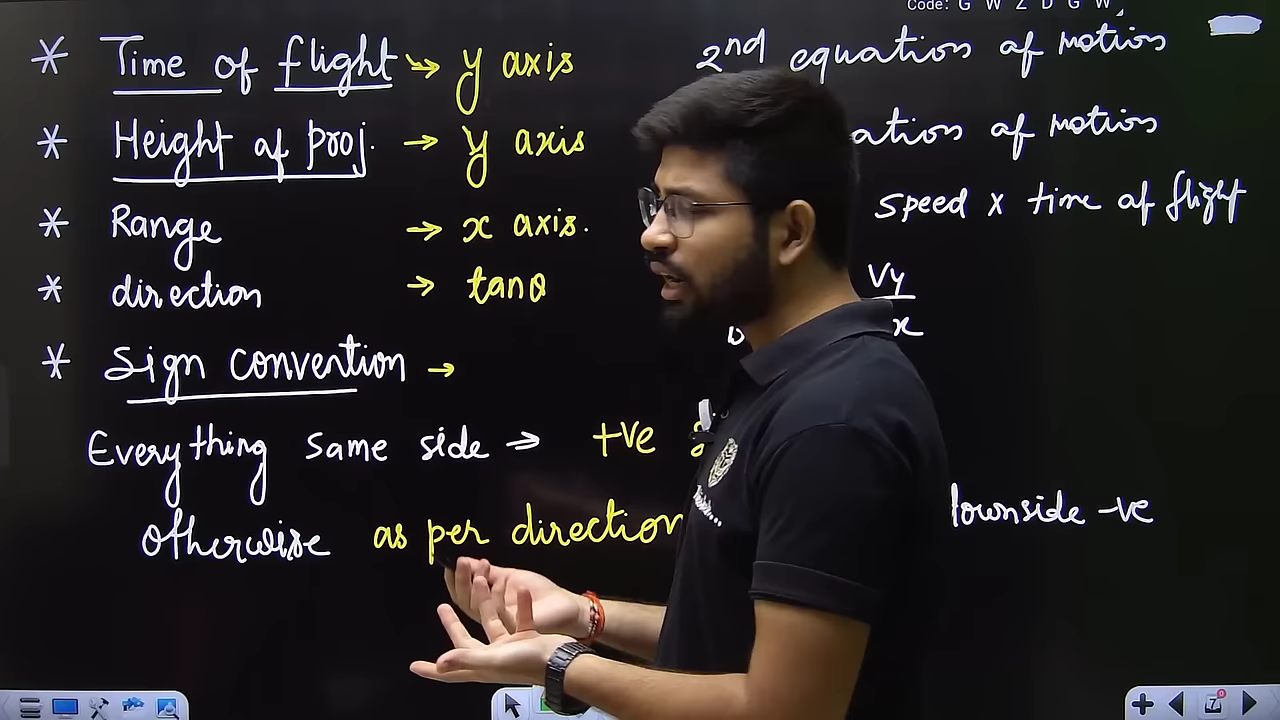 Code: G W Z D G W
* Time of flight → y axis 2nd equation of motion
* Height of proj. → y axis ation of motion
* Range → x axis. speed x time of flight
* direction → tanθ Vy
x
* Sign convention →
Everything same side ⇒ +ve
otherwise as per direction ownside -ve